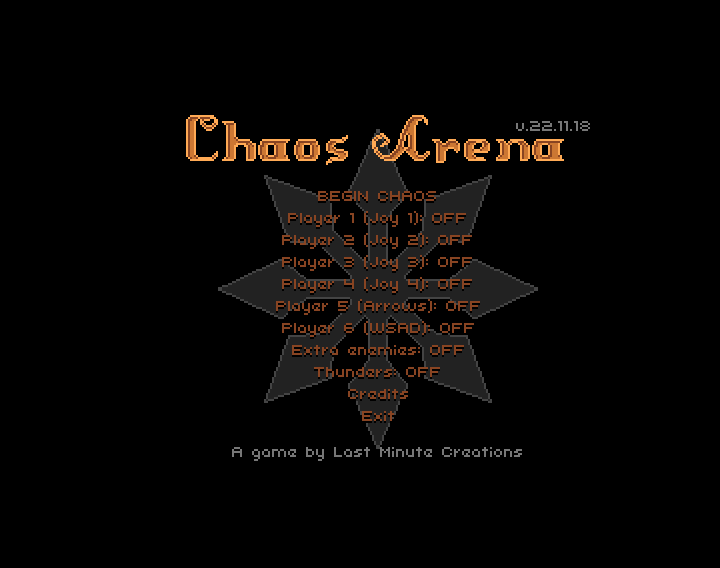 Chaos Arena
v.22.11.18
BEGIN CHAOS
Player 1 (Joy 1): OFF
Player 2 (Joy 2): OFF
Player 3 (Joy 3): OFF
Player 4 (Joy 4): OFF
Player 5 (Arrows): OFF
Player 6 (WSAD): OFF
Extra enemies: OFF
Thunders: OFF
Credits
Exit
A game by Last Minute Creations